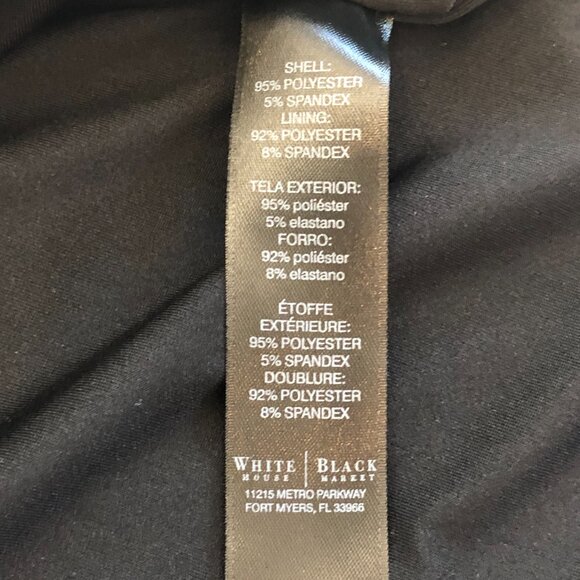 SHELL:
95% POLYESTER
5% SPANDEX
LINING:
92% POLYESTER
8% SPANDEX
TELA EXTERIOR:
95% poliéster
5% elastano
FORRO:
92% poliéster
8% elastano
ÉTOFFE
EXTÉRIEURE:
95% POLYESTER
5% SPANDEX
DOUBLURE:
92% POLYESTER
8% SPANDEX
WHITE | BLACK
HOUSE | MARKET
11215 METRO PARKWAY
FORT MYERS, FL 33966